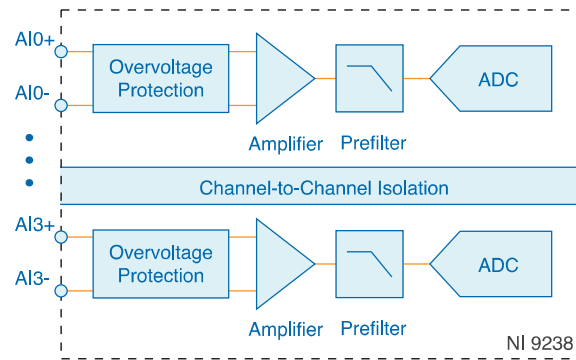 AI0+
Overvoltage
Protection
ADC
AI0-
Amplifier
Prefilter
Channel-to-Channel Isolation
AI3+
Overvoltage
Protection
ADC
AI3-
Amplifier
Prefilter
NI 9238